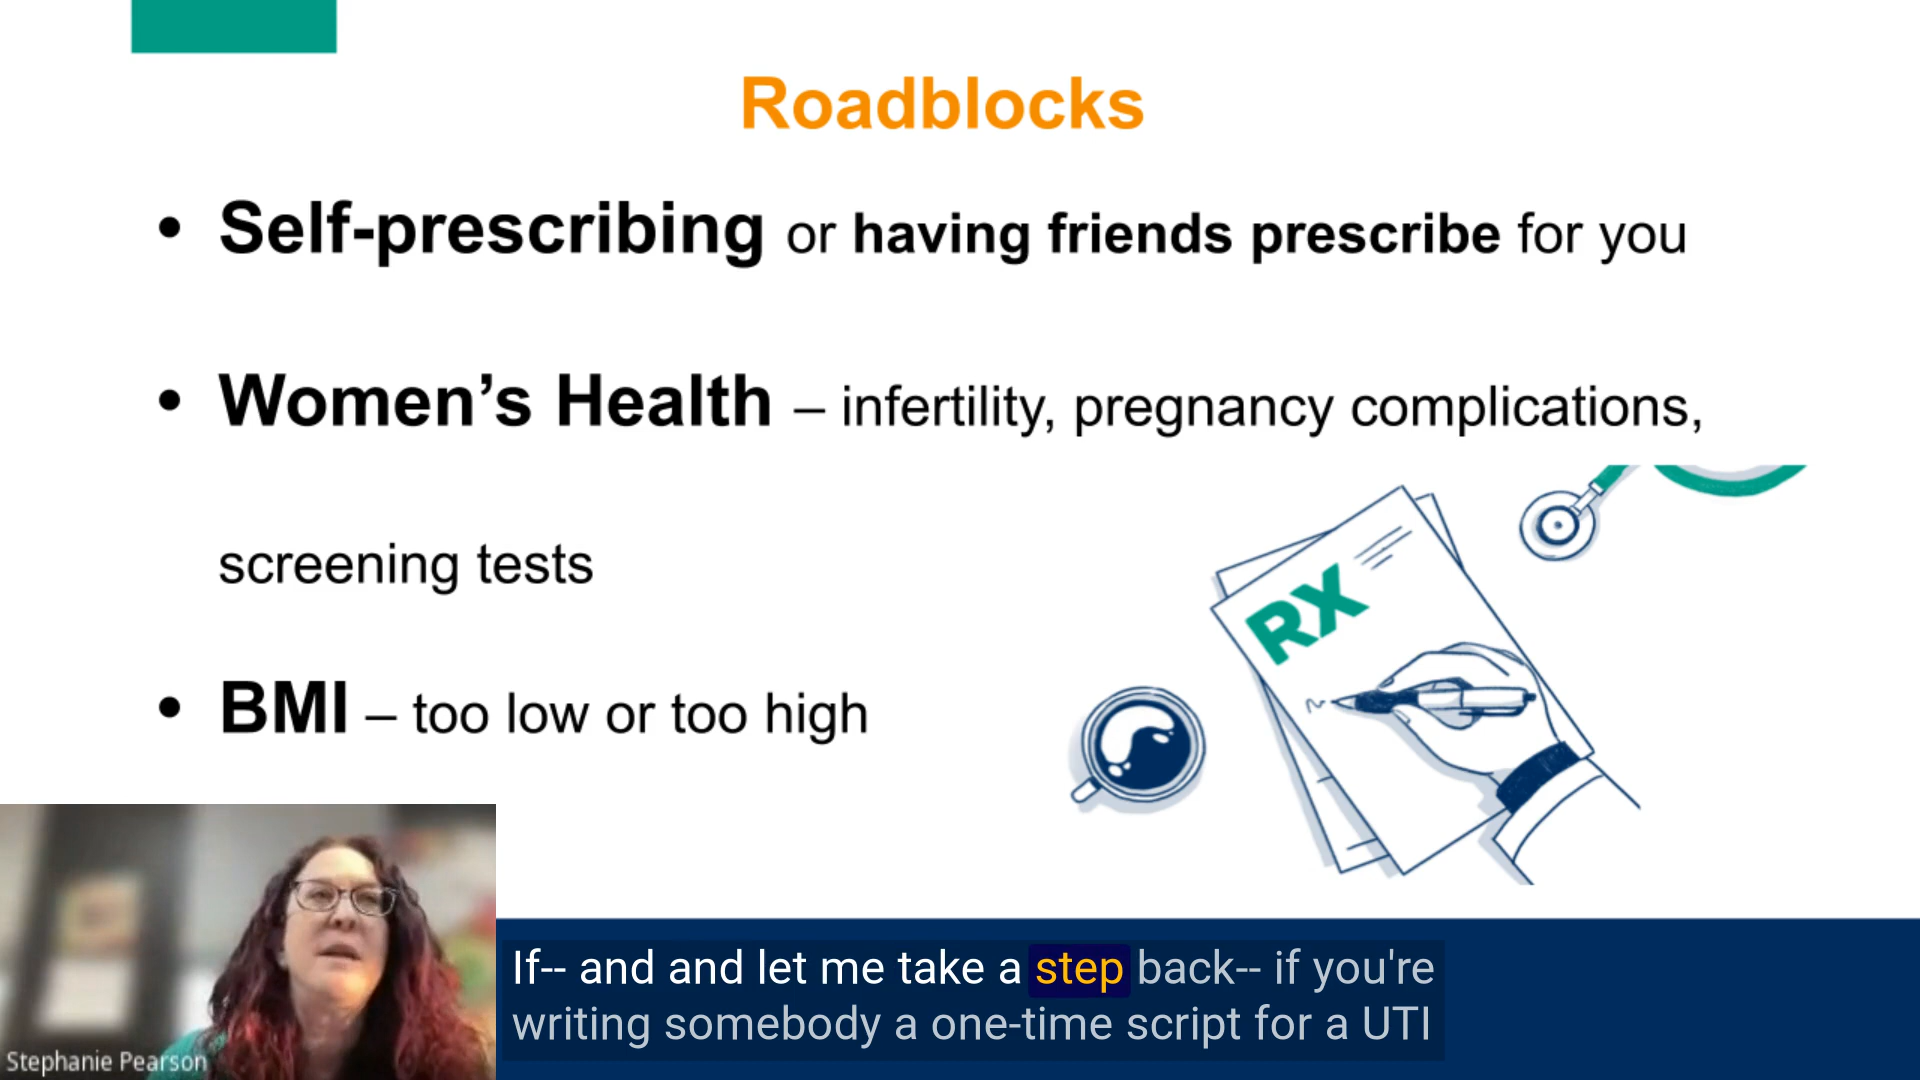 Roadblocks
• Self-prescribing or having friends prescribe for you
• Women’s Health – infertility, pregnancy complications,
screening tests
• BMI – too low or too high
RX
Stephanie Pearson
If-- and and let me take a step back-- if you're
writing somebody a one-time script for a UTI